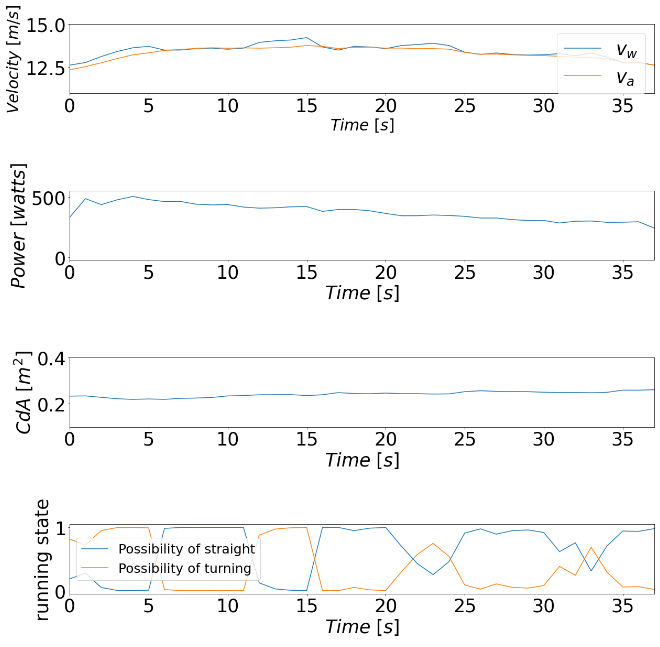 Velocity [m/s]
15.0
12.5
v_w
v_a
0 5 10 15 20 25 30 35
Time [s]
Power [watts]
500
0
0 5 10 15 20 25 30 35
Time [s]
CdA [m²]
0.4
0.2
0 5 10 15 20 25 30 35
Time [s]
running state
1
0
Possibility of straight
Possibility of turning
0 5 10 15 20 25 30 35
Time [s]